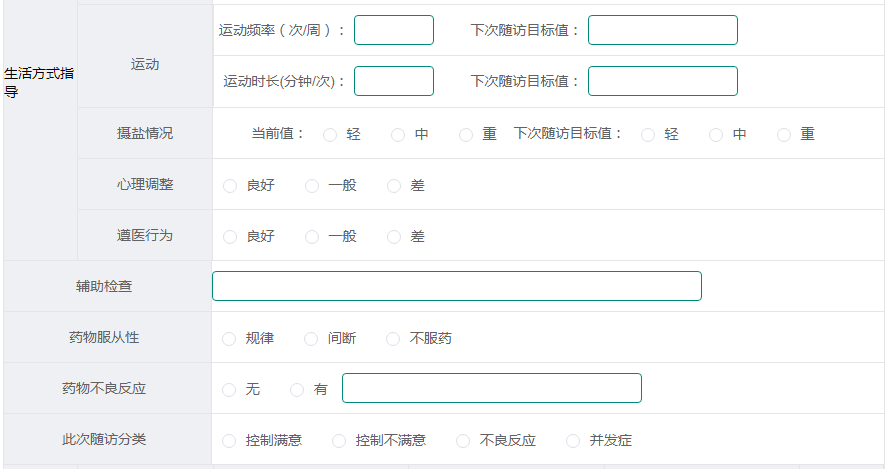 运动频率（次/周）： 下次随访目标值：
生活方式指导
运动
运动时长(分钟/次)： 下次随访目标值：
摄盐情况 当前值： 轻 中 重 下次随访目标值： 轻 中 重
心理调整 良好 一般 差
遵医行为 良好 一般 差
辅助检查
药物服从性 规律 间断 不服药
药物不良反应 无 有
此次随访分类 控制满意 控制不满意 不良反应 并发症